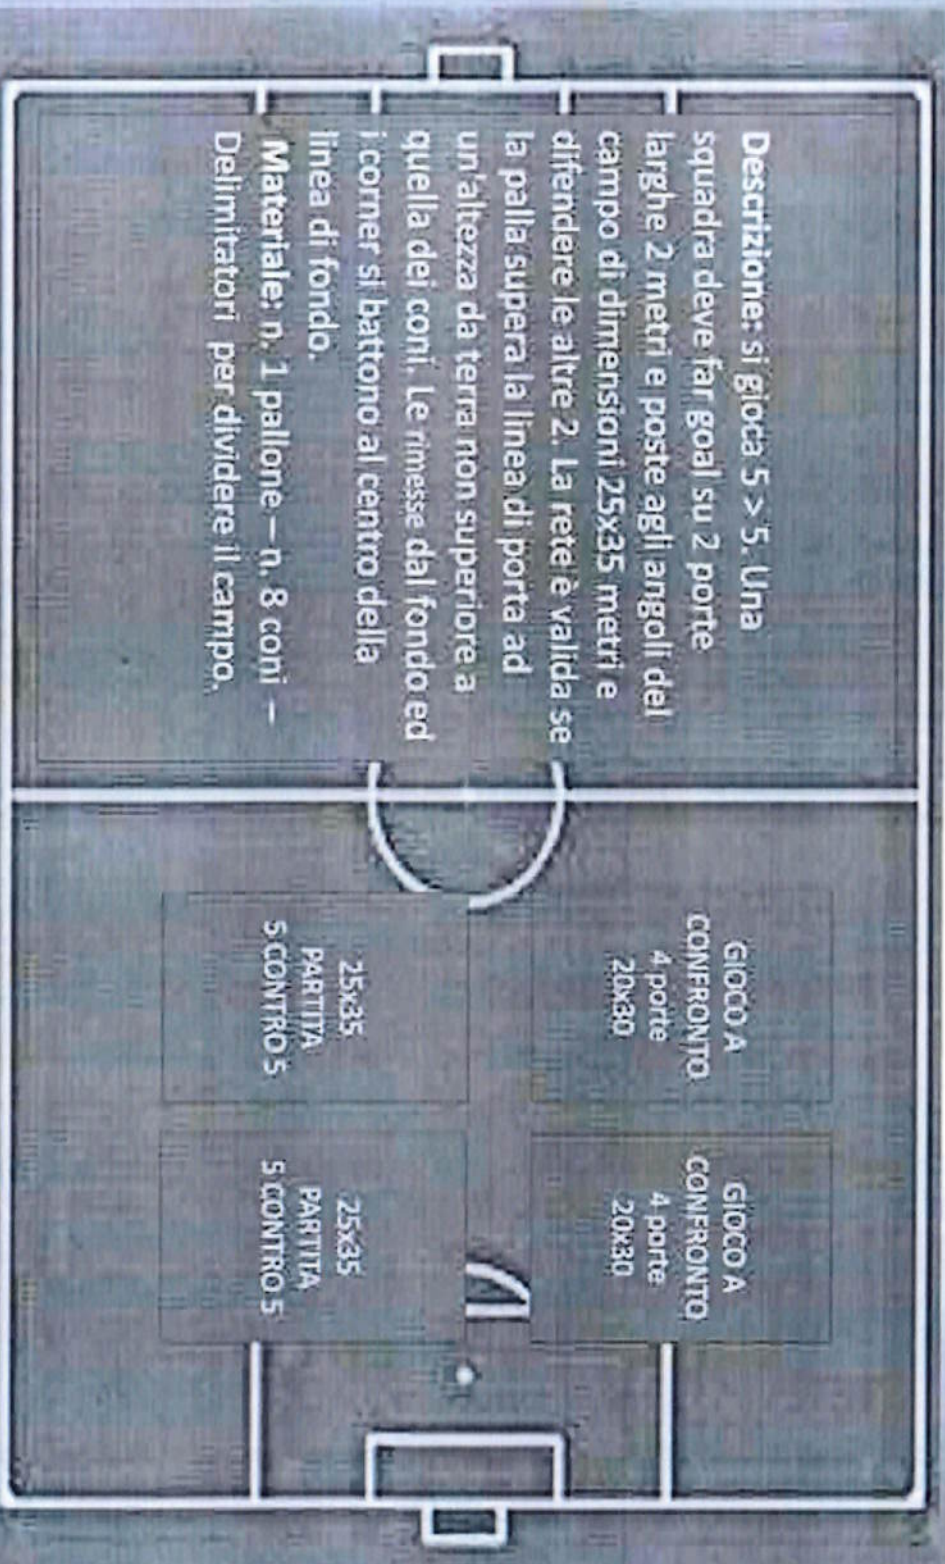 Descrizione: si gioca 5 > 5. Una
squadra deve far goal su 2 porte
larghe 2 metri e poste agli angoli del
campo di dimensioni 25x35 metri e
difendere le altre 2. La rete è valida se
la palla supera la linea di porta ad
un'altezza da terra non superiore a
quella dei coni. Le rimesse dal fondo ed
i corner si battono al centro della
linea di fondo.
Materiale: n. 1 pallone – n. 8 coni –
Delimitatori per dividere il campo.
GIOCO A
CONFRONTO
4 porte
20x30
GIOCO A
CONFRONTO
4 porte
20x30
25x35
PARTITA
5 CONTRO 5
25x35
PARTITA
5 CONTRO 5